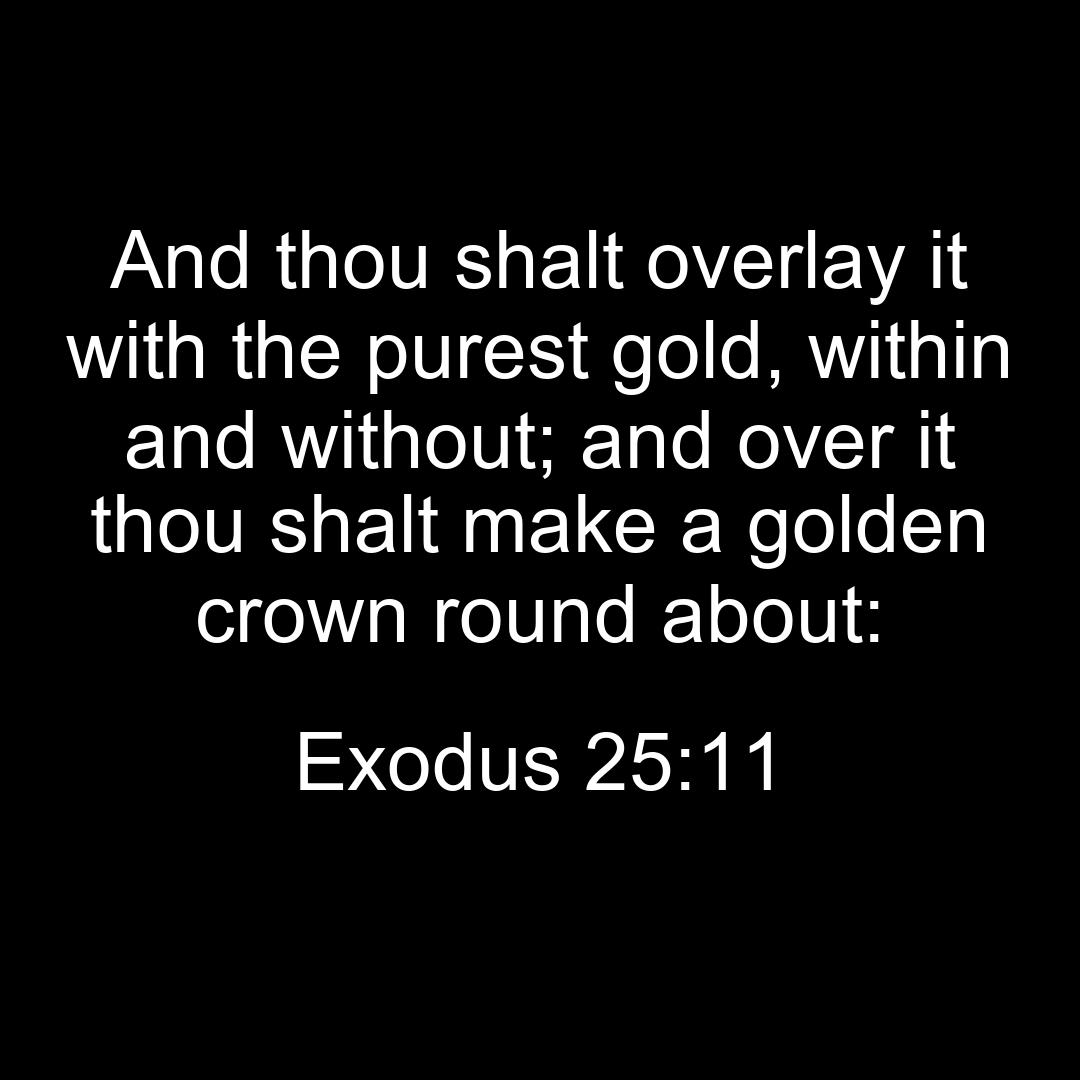 And thou shalt overlay it
with the purest gold, within
and without; and over it
thou shalt make a golden
crown round about:
Exodus 25:11